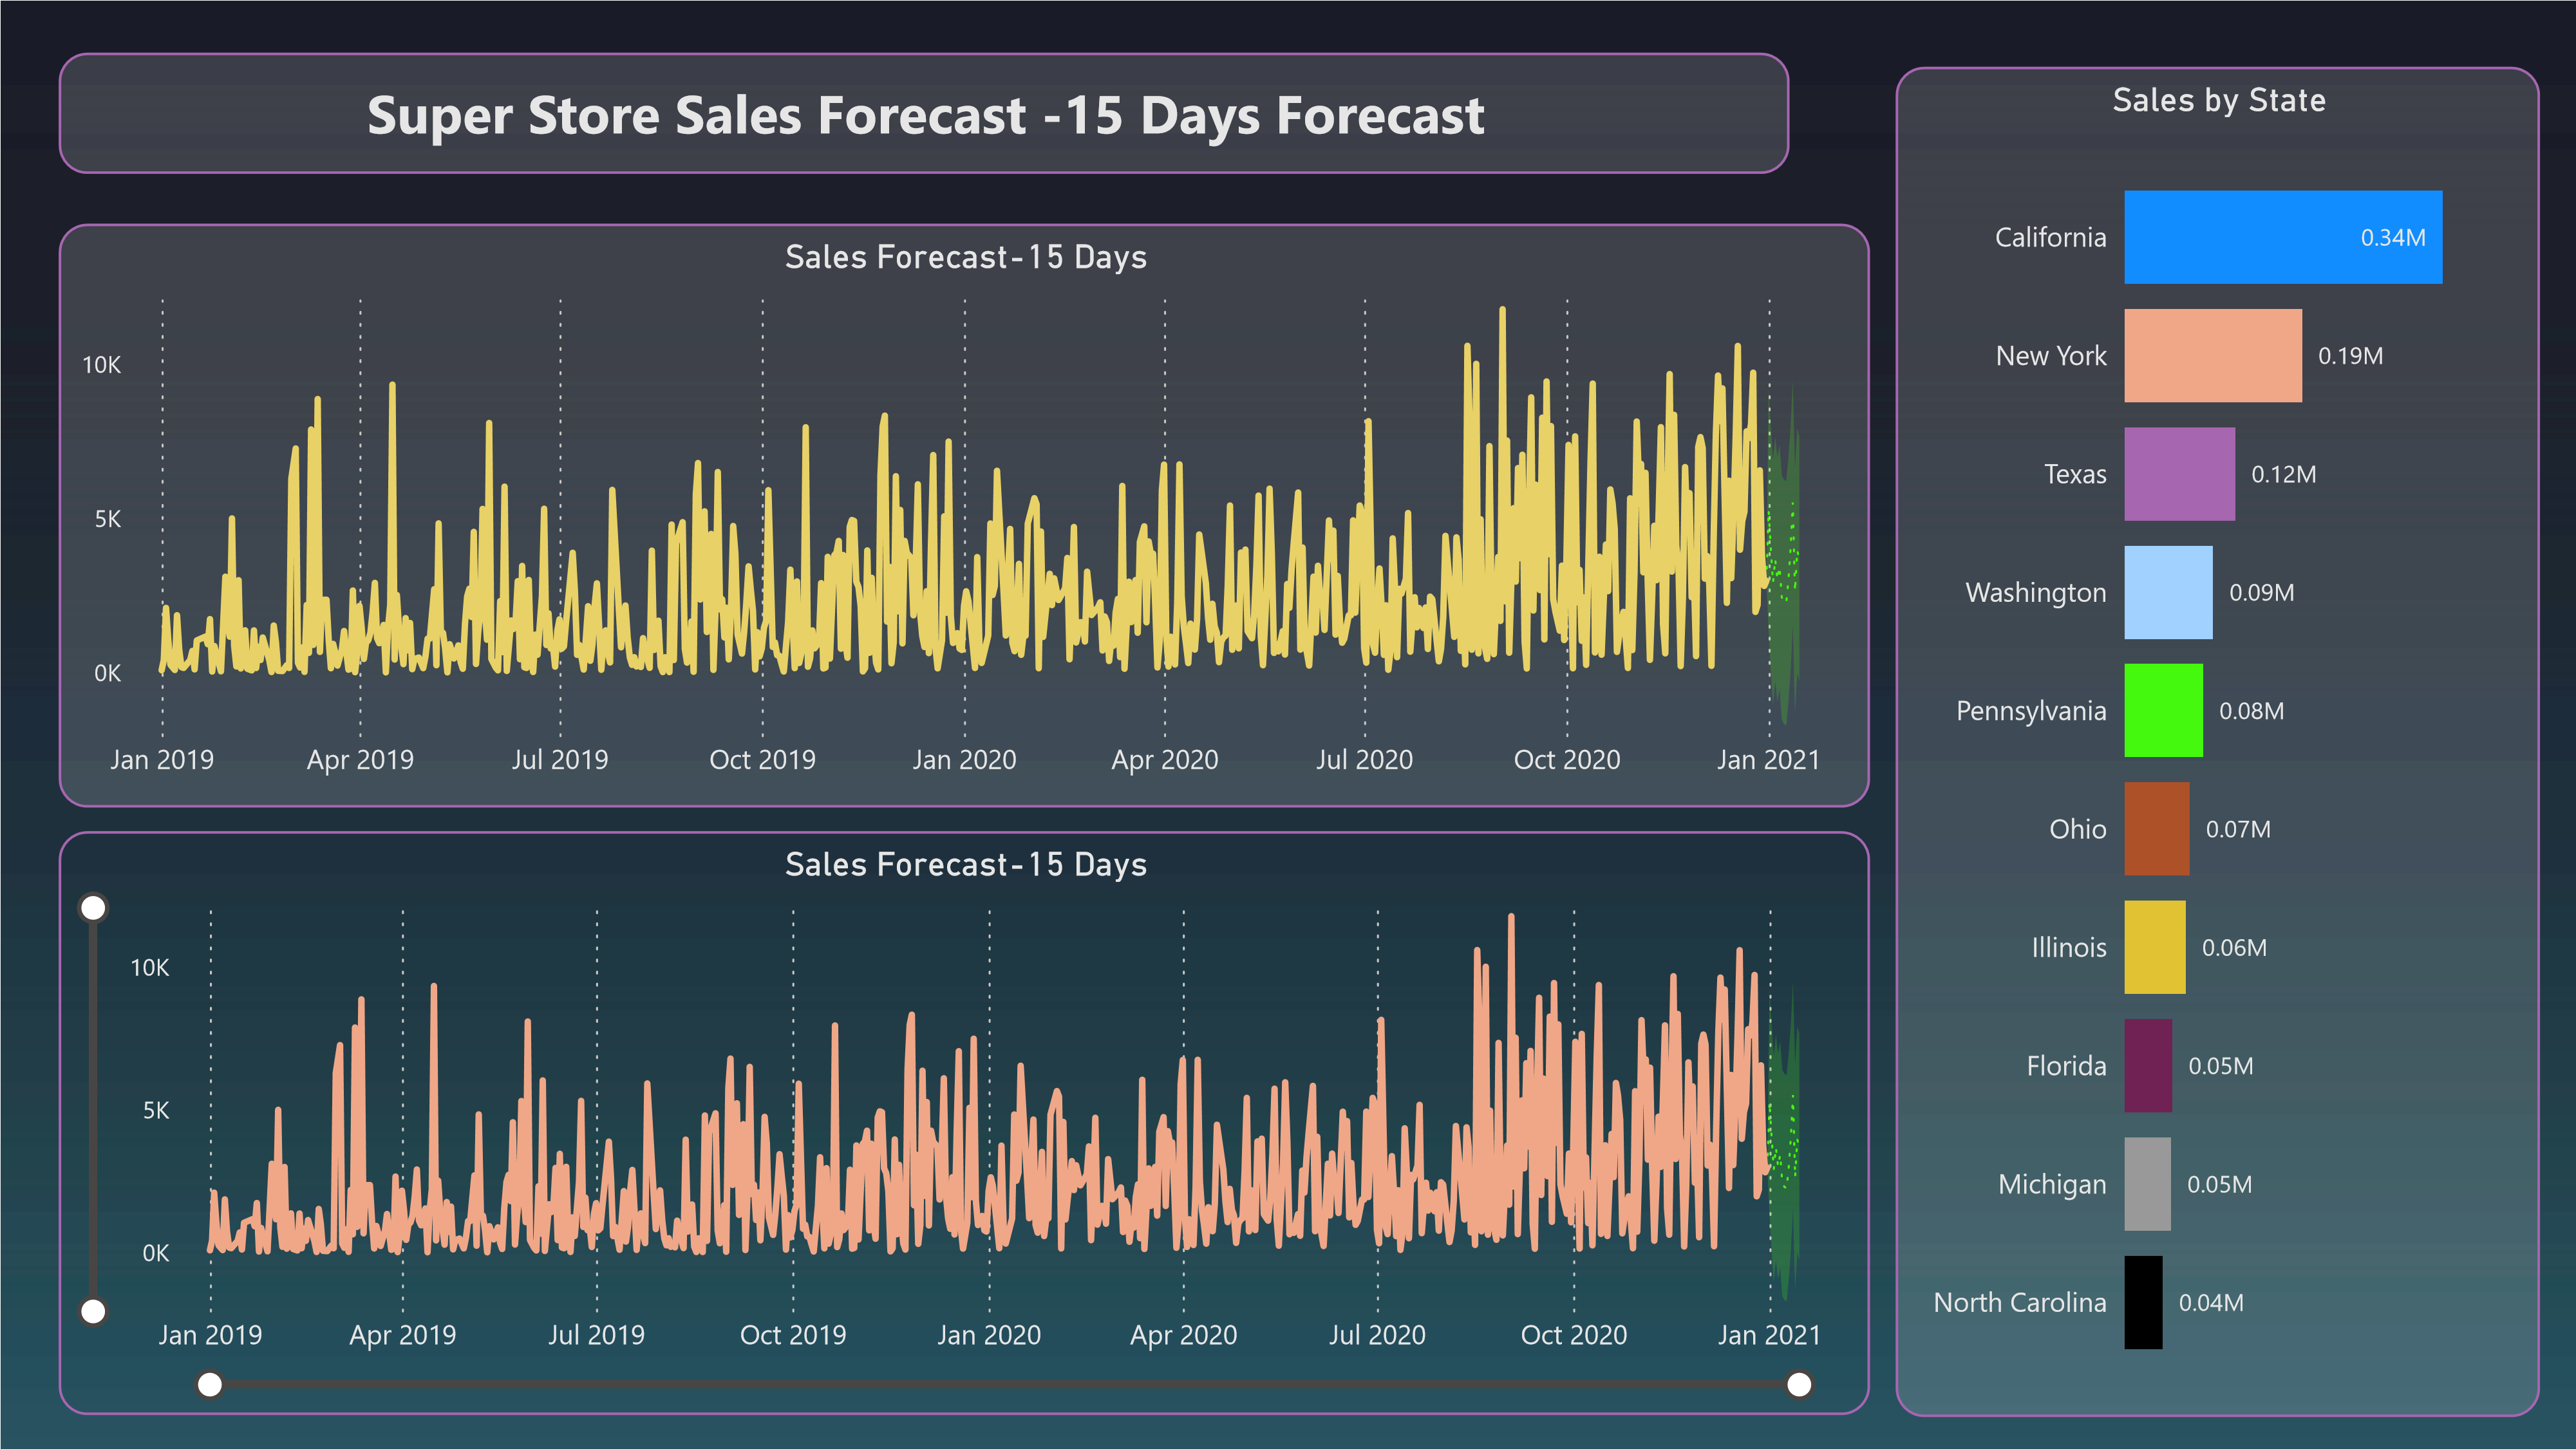 Super Store Sales Forecast -15 Days Forecast
Sales Forecast-15 Days
10K
5K
0K
Jan 2019 Apr 2019 Jul 2019 Oct 2019 Jan 2020 Apr 2020 Jul 2020 Oct 2020 Jan 2021
Sales Forecast-15 Days
10K
5K
0K
Jan 2019 Apr 2019 Jul 2019 Oct 2019 Jan 2020 Apr 2020 Jul 2020 Oct 2020 Jan 2021
Sales by State
California 0.34M
New York 0.19M
Texas 0.12M
Washington 0.09M
Pennsylvania 0.08M
Ohio 0.07M
Illinois 0.06M
Florida 0.05M
Michigan 0.05M
North Carolina 0.04M